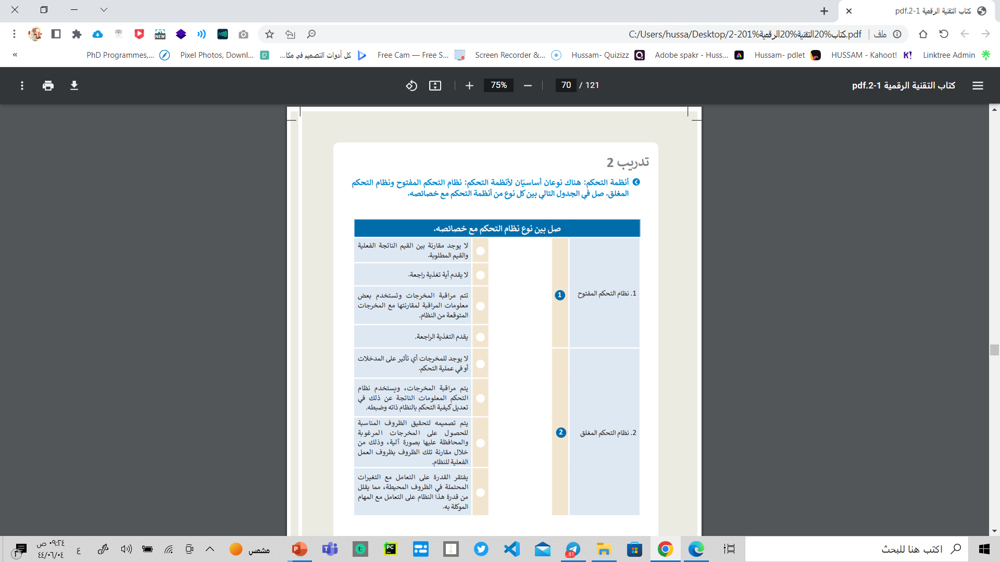 كتاب التقنية الرقمية 1-2.pdf
ملف
C:/Users/hussa/Desktop/2-201%كتاب%20التقنية%20الرقمية.pdf
Linktree Admin
HUSSAM - Kahoot!
Hussam- pdlet
Adobe spakr - Huss...
Hussam- Quizizz
Screen Recorder &...
Free Cam — Free S...
كل أدوات التصميم في مكا...
Pixel Photos, Downl...
PhD Programmes,...
كتاب التقنية الرقمية 1-2.pdf
70 / 121
75%
تدريب 2
أنظمة التحكم: هناك نوعان أساسيّان لأنظمة التحكم: نظام التحكم المفتوح ونظام التحكم
المغلق. صل في الجدول التالي بين كل نوع من أنظمة التحكم مع خصائصه.
صل بين نوع نظام التحكم مع خصائصه.
1. نظام التحكم المفتوح
1
لا يوجد مقارنة بين القيم الناتجة الفعلية
والقيم المطلوبة.
لا يقدم أية تغذية راجعة.
تتم مراقبة المخرجات وتستخدم بعض
معلومات المراقبة لمقارنتها مع المخرجات
المتوقعة من النظام.
يقدم التغذية الراجعة.
2. نظام التحكم المغلق
2
لا يوجد للمخرجات أي تأثير على المدخلات
أو في عملية التحكم.
يتم مراقبة المخرجات، ويستخدم نظام
التحكم المعلومات الناتجة عن ذلك في
تعديل كيفية التحكم بالنظام ذاته وضبطه.
يتم تصميمه لتحقيق الظروف المناسبة
للحصول على المخرجات المرغوبة
والمحافظة عليها بصورة آلية، وذلك من
خلال مقارنة تلك الظروف بظروف العمل
الفعلية للنظام.
يفتقر القدرة على التعامل مع التغيرات
المحتملة في الظروف المحيطة، مما يقلل
من قدرة هذا النظام على التعامل مع المهام
الموكلة به.
اكتب هنا للبحث
مشمس
ع
٠٩:٢٤ ص
٤٤/٠٦/٠٤